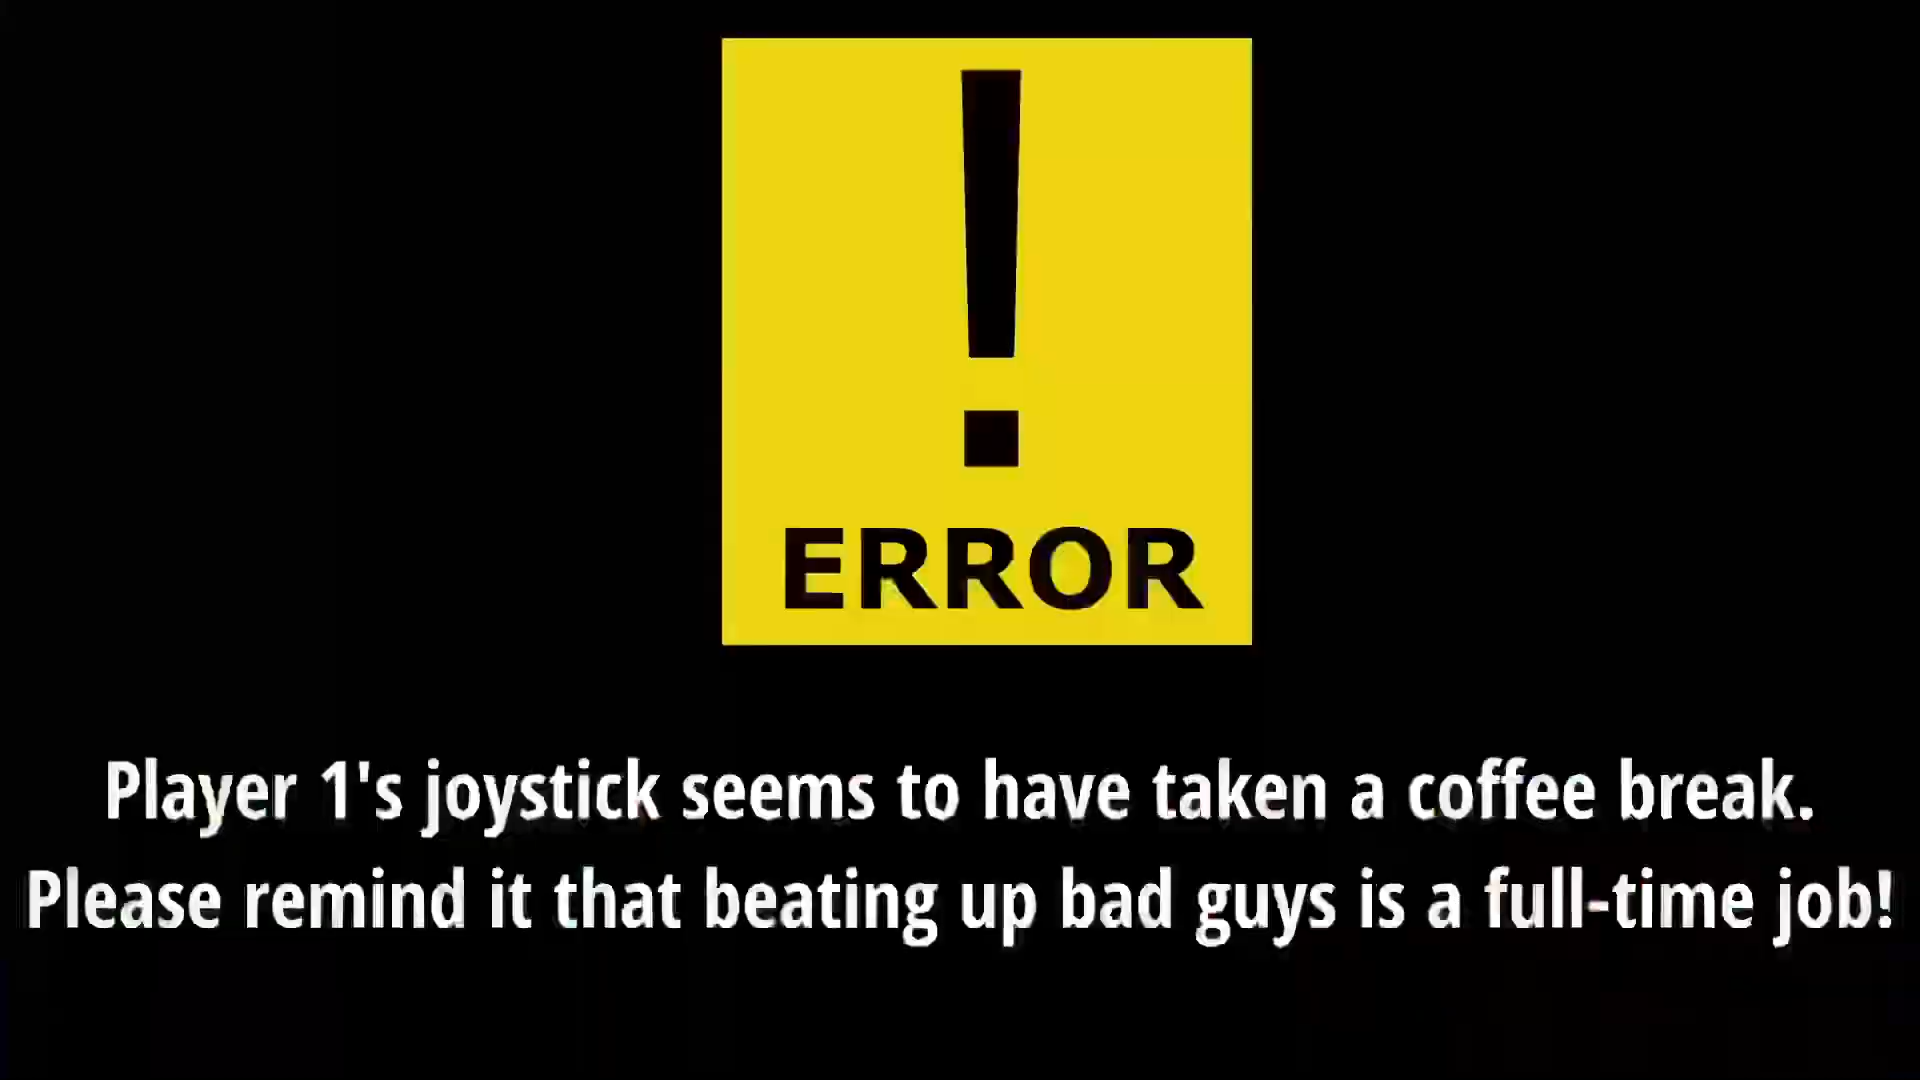 !
ERROR
Player 1's joystick seems to have taken a coffee break.
Please remind it that beating up bad guys is a full-time job!